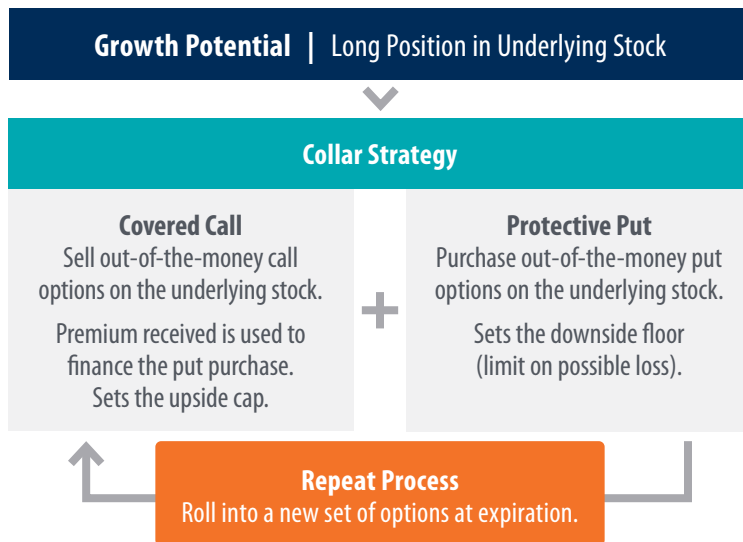 Growth Potential | Long Position in Underlying Stock
Collar Strategy
Covered Call
Sell out-of-the-money call
options on the underlying stock.
Premium received is used to
finance the put purchase.
Sets the upside cap.
+
Protective Put
Purchase out-of-the-money put
options on the underlying stock.
Sets the downside floor
(limit on possible loss).
Repeat Process
Roll into a new set of options at expiration.